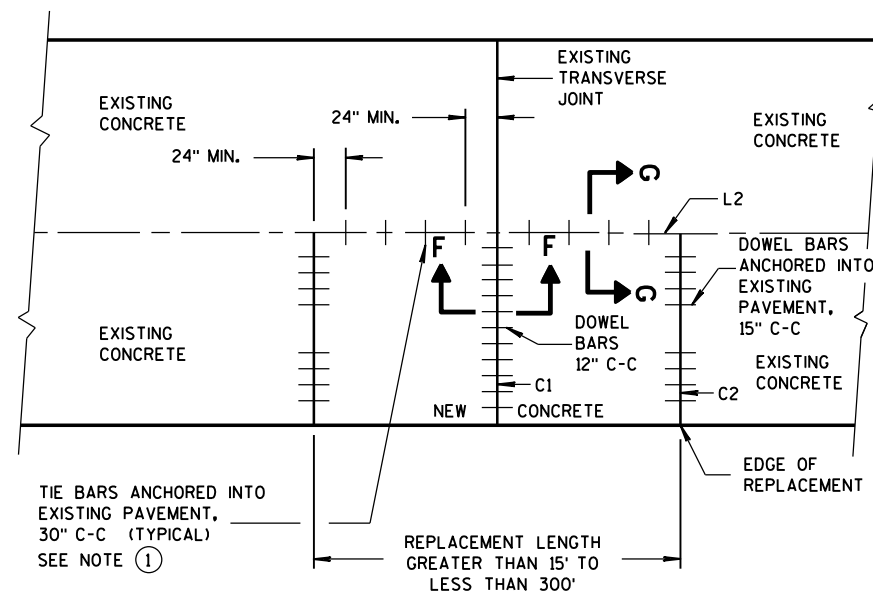 EXISTING
TRANSVERSE
JOINT
EXISTING
CONCRETE
24" MIN.
EXISTING
CONCRETE
24" MIN.
G
L2
F
F
DOWEL BARS
ANCHORED INTO
EXISTING
PAVEMENT,
15" C-C
G
EXISTING
CONCRETE
DOWEL
BARS
12" C-C
EXISTING
CONCRETE
C1
C2
NEW CONCRETE
EDGE OF
REPLACEMENT
TIE BARS ANCHORED INTO
EXISTING PAVEMENT,
30" C-C (TYPICAL)
SEE NOTE 1
REPLACEMENT LENGTH
GREATER THAN 15' TO
LESS THAN 300'